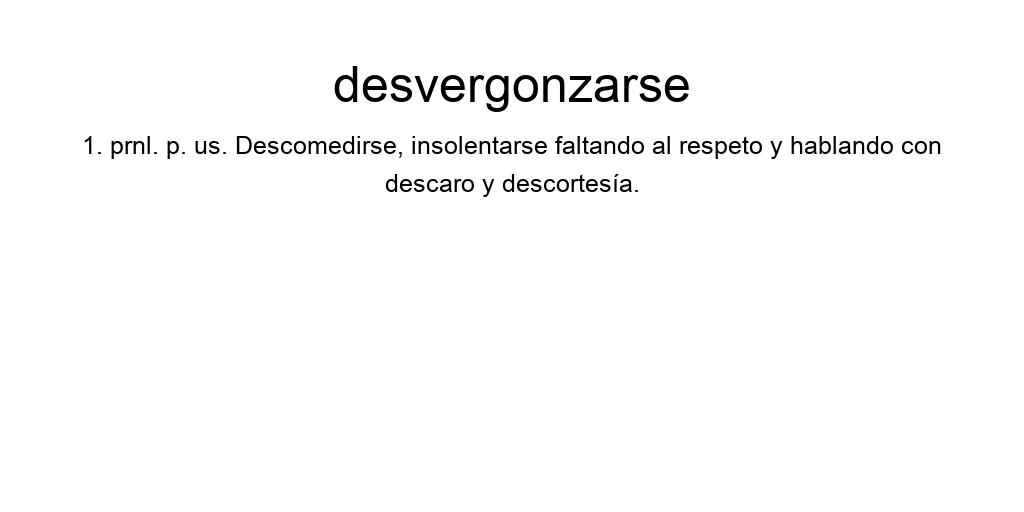 desvergonzarse
1. prnl. p. us. Descomedirse, insolentarse faltando al respeto y hablando con
descaro y descortesía.